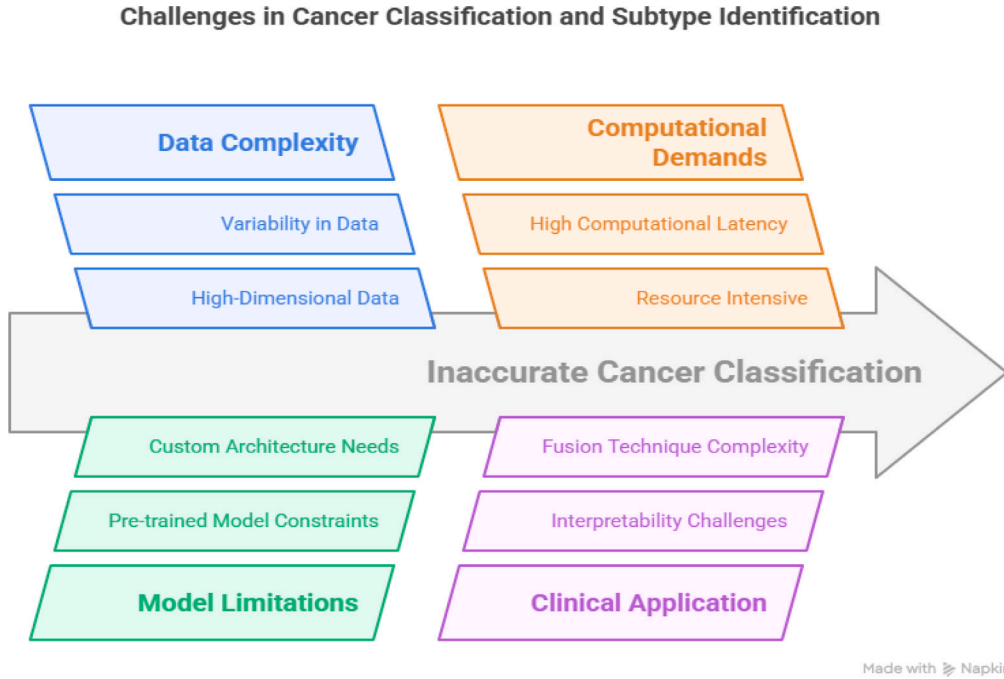 Challenges in Cancer Classification and Subtype Identification
Data Complexity
Variability in Data
High-Dimensional Data
Computational
Demands
High Computational Latency
Resource Intensive
Inaccurate Cancer Classification
Custom Architecture Needs
Pre-trained Model Constraints
Model Limitations
Fusion Technique Complexity
Interpretability Challenges
Clinical Application
Made with Napki